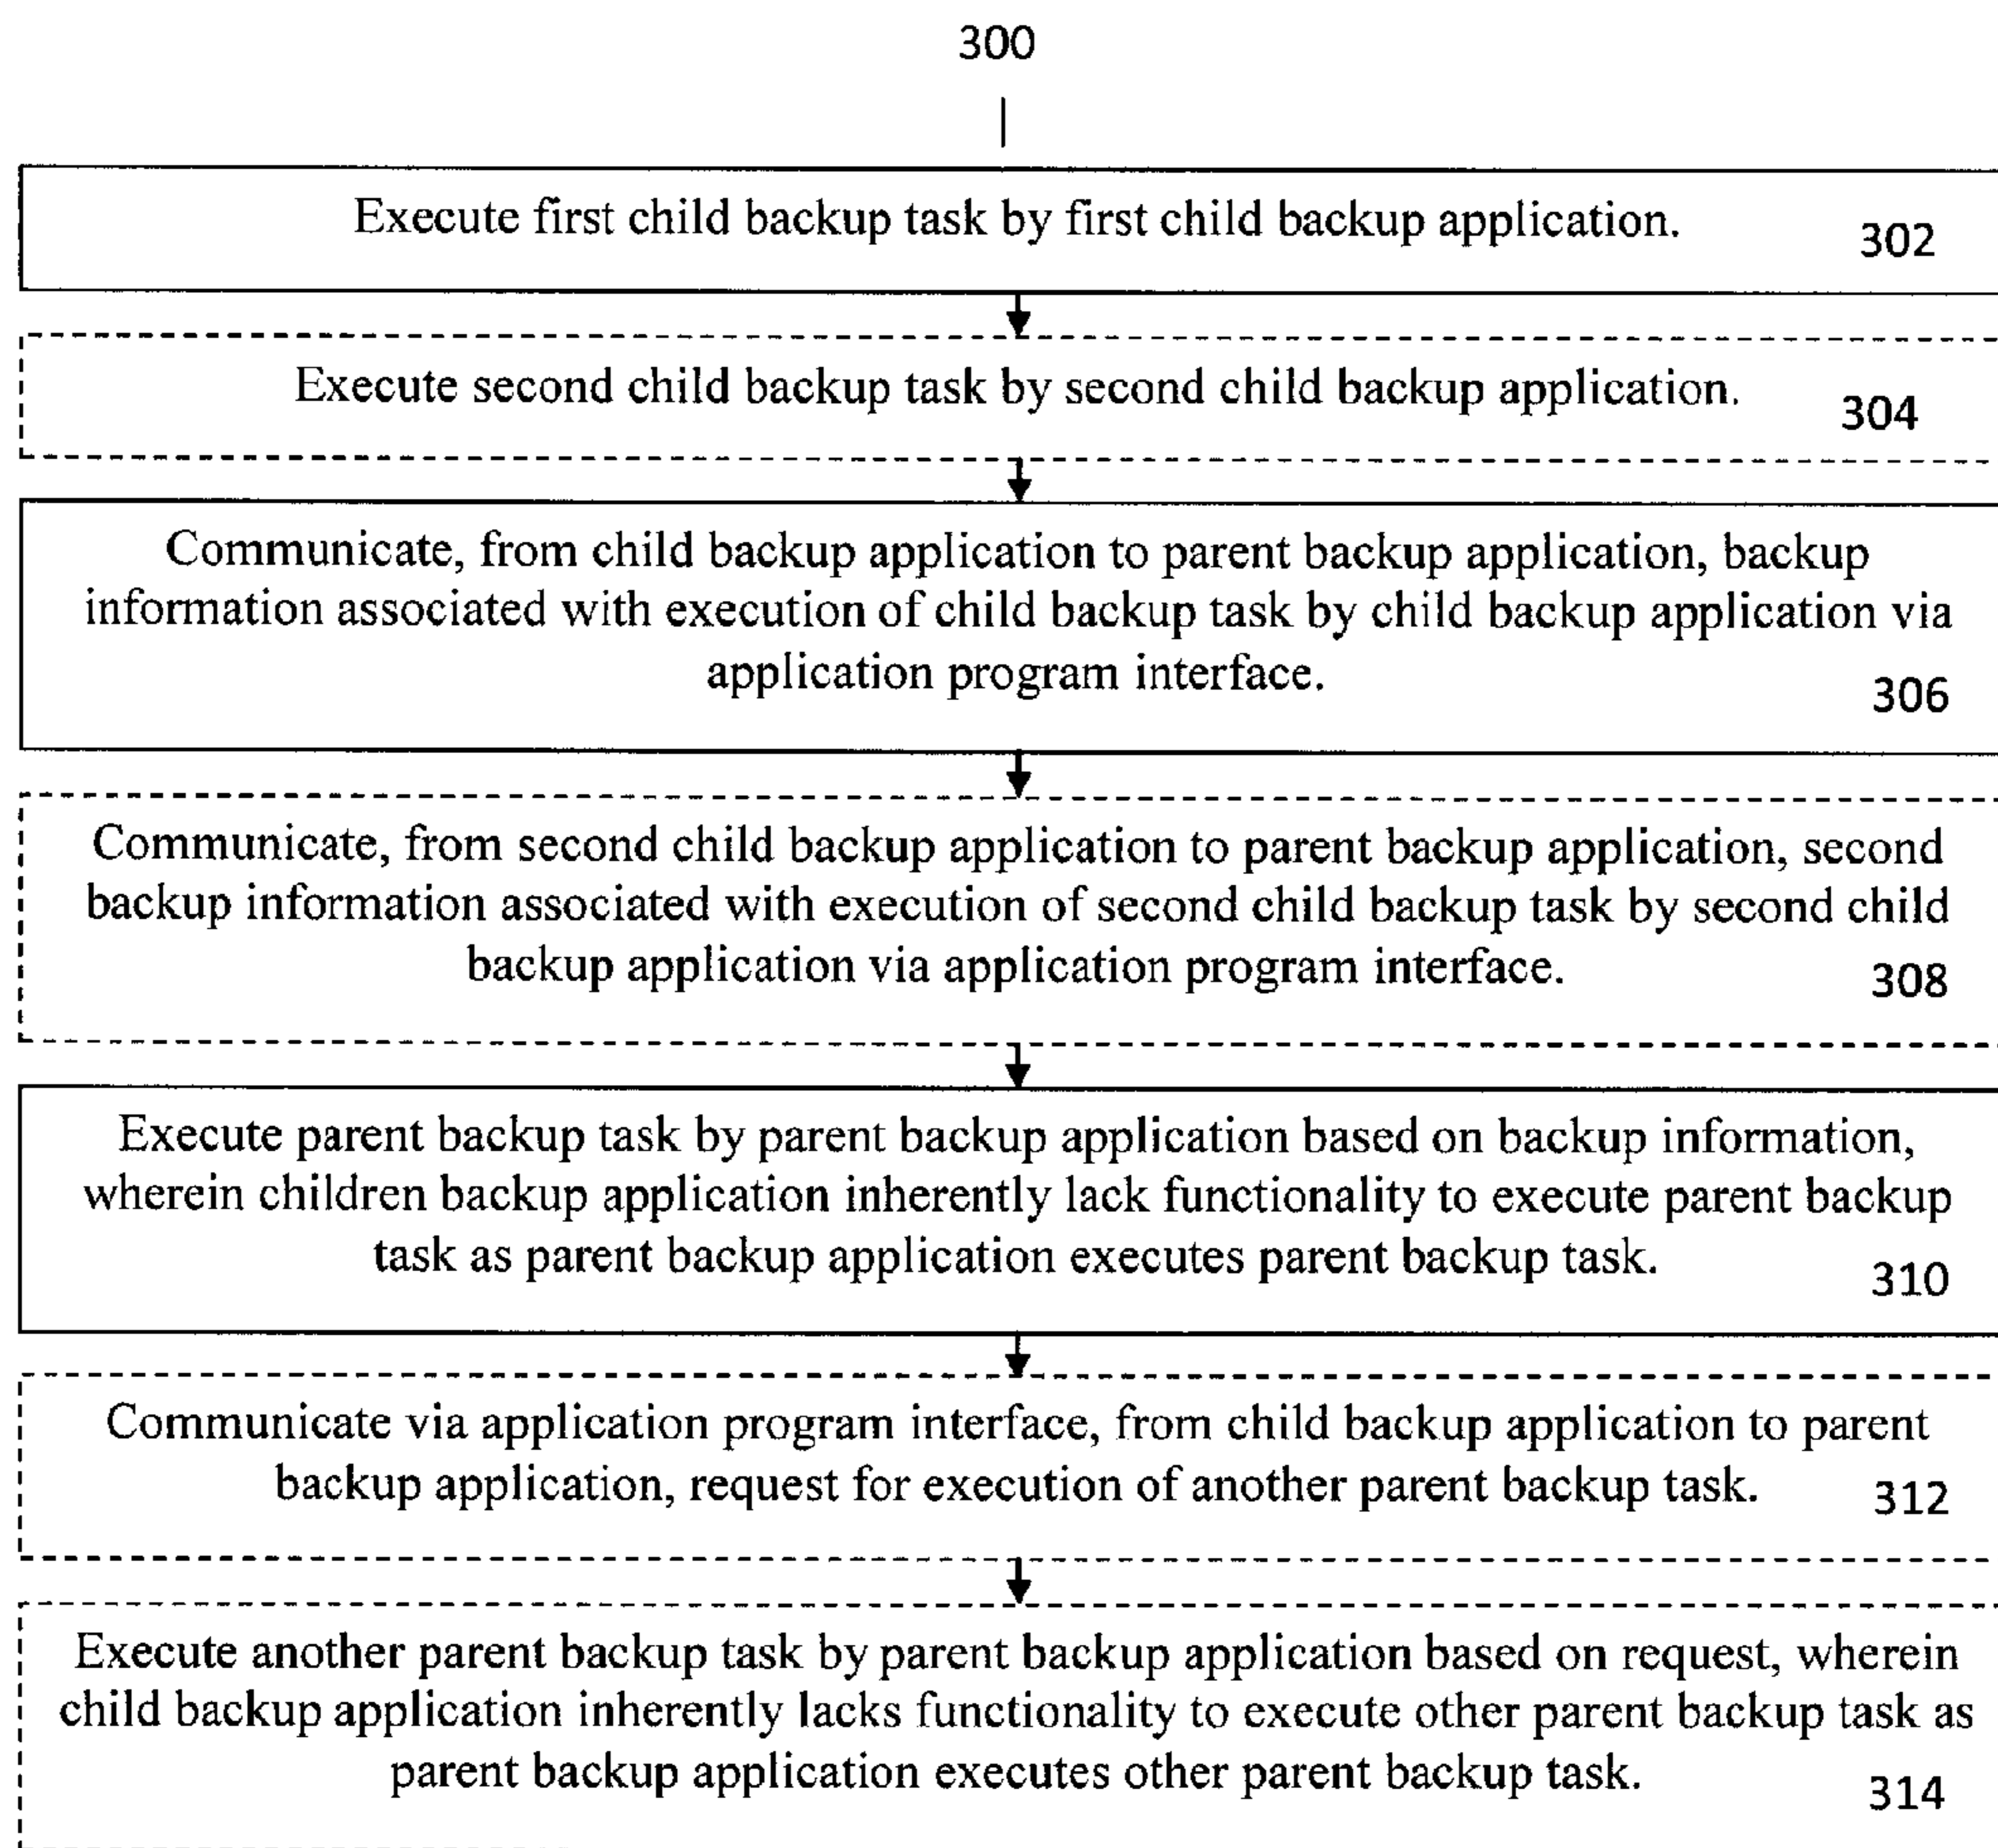 300
Execute first child backup task by first child backup application.
302
Execute second child backup task by second child backup application.
304
Communicate, from child backup application to parent backup application, backup
information associated with execution of child backup task by child backup application via
application program interface.
306
Communicate, from second child backup application to parent backup application, second
backup information associated with execution of second child backup task by second child
backup application via application program interface.
308
Execute parent backup task by parent backup application based on backup information,
wherein children backup application inherently lack functionality to execute parent backup
task as parent backup application executes parent backup task.
310
Communicate via application program interface, from child backup application to parent
backup application, request for execution of another parent backup task.
312
Execute another parent backup task by parent backup application based on request, wherein
child backup application inherently lacks functionality to execute other parent backup task as
parent backup application executes other parent backup task.
314